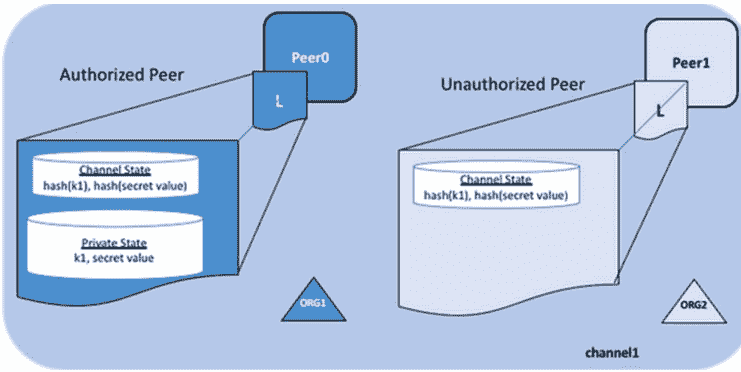 Authorized Peer
Peer0
L
Channel State
hash(k1), hash(secret value)
Private State
k1, secret value
ORG1
Unauthorized Peer
Peer1
L
Channel State
hash(k1), hash(secret value)
ORG2
channel1